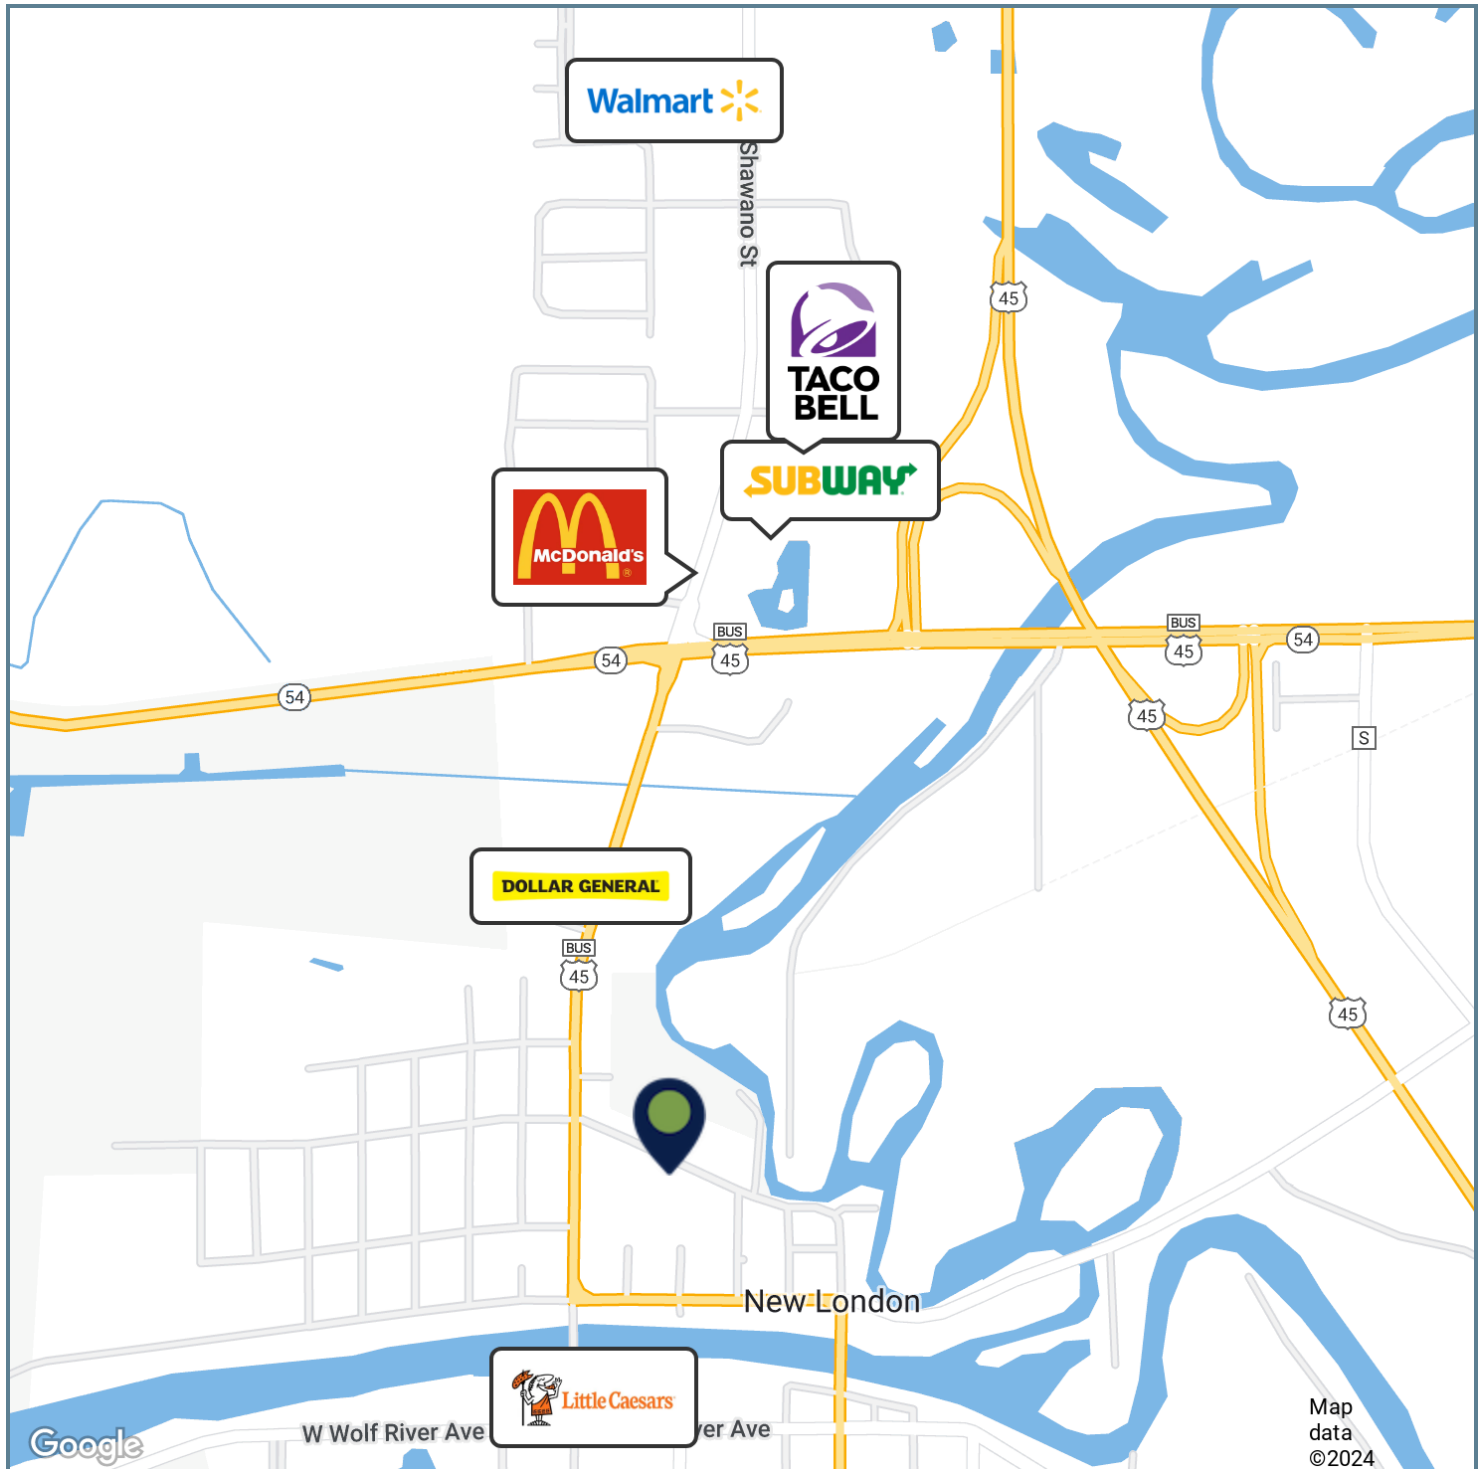 Walmart
Shawano St
45
TACO
BELL
SUBWAY
McDonald's
®
BUS
45
54
54
BUS
45
54
45
S
DOLLAR GENERAL
BUS
45
45
New London
Little Caesars
W Wolf River Ave
ver Ave
Map
data
©2024
Google